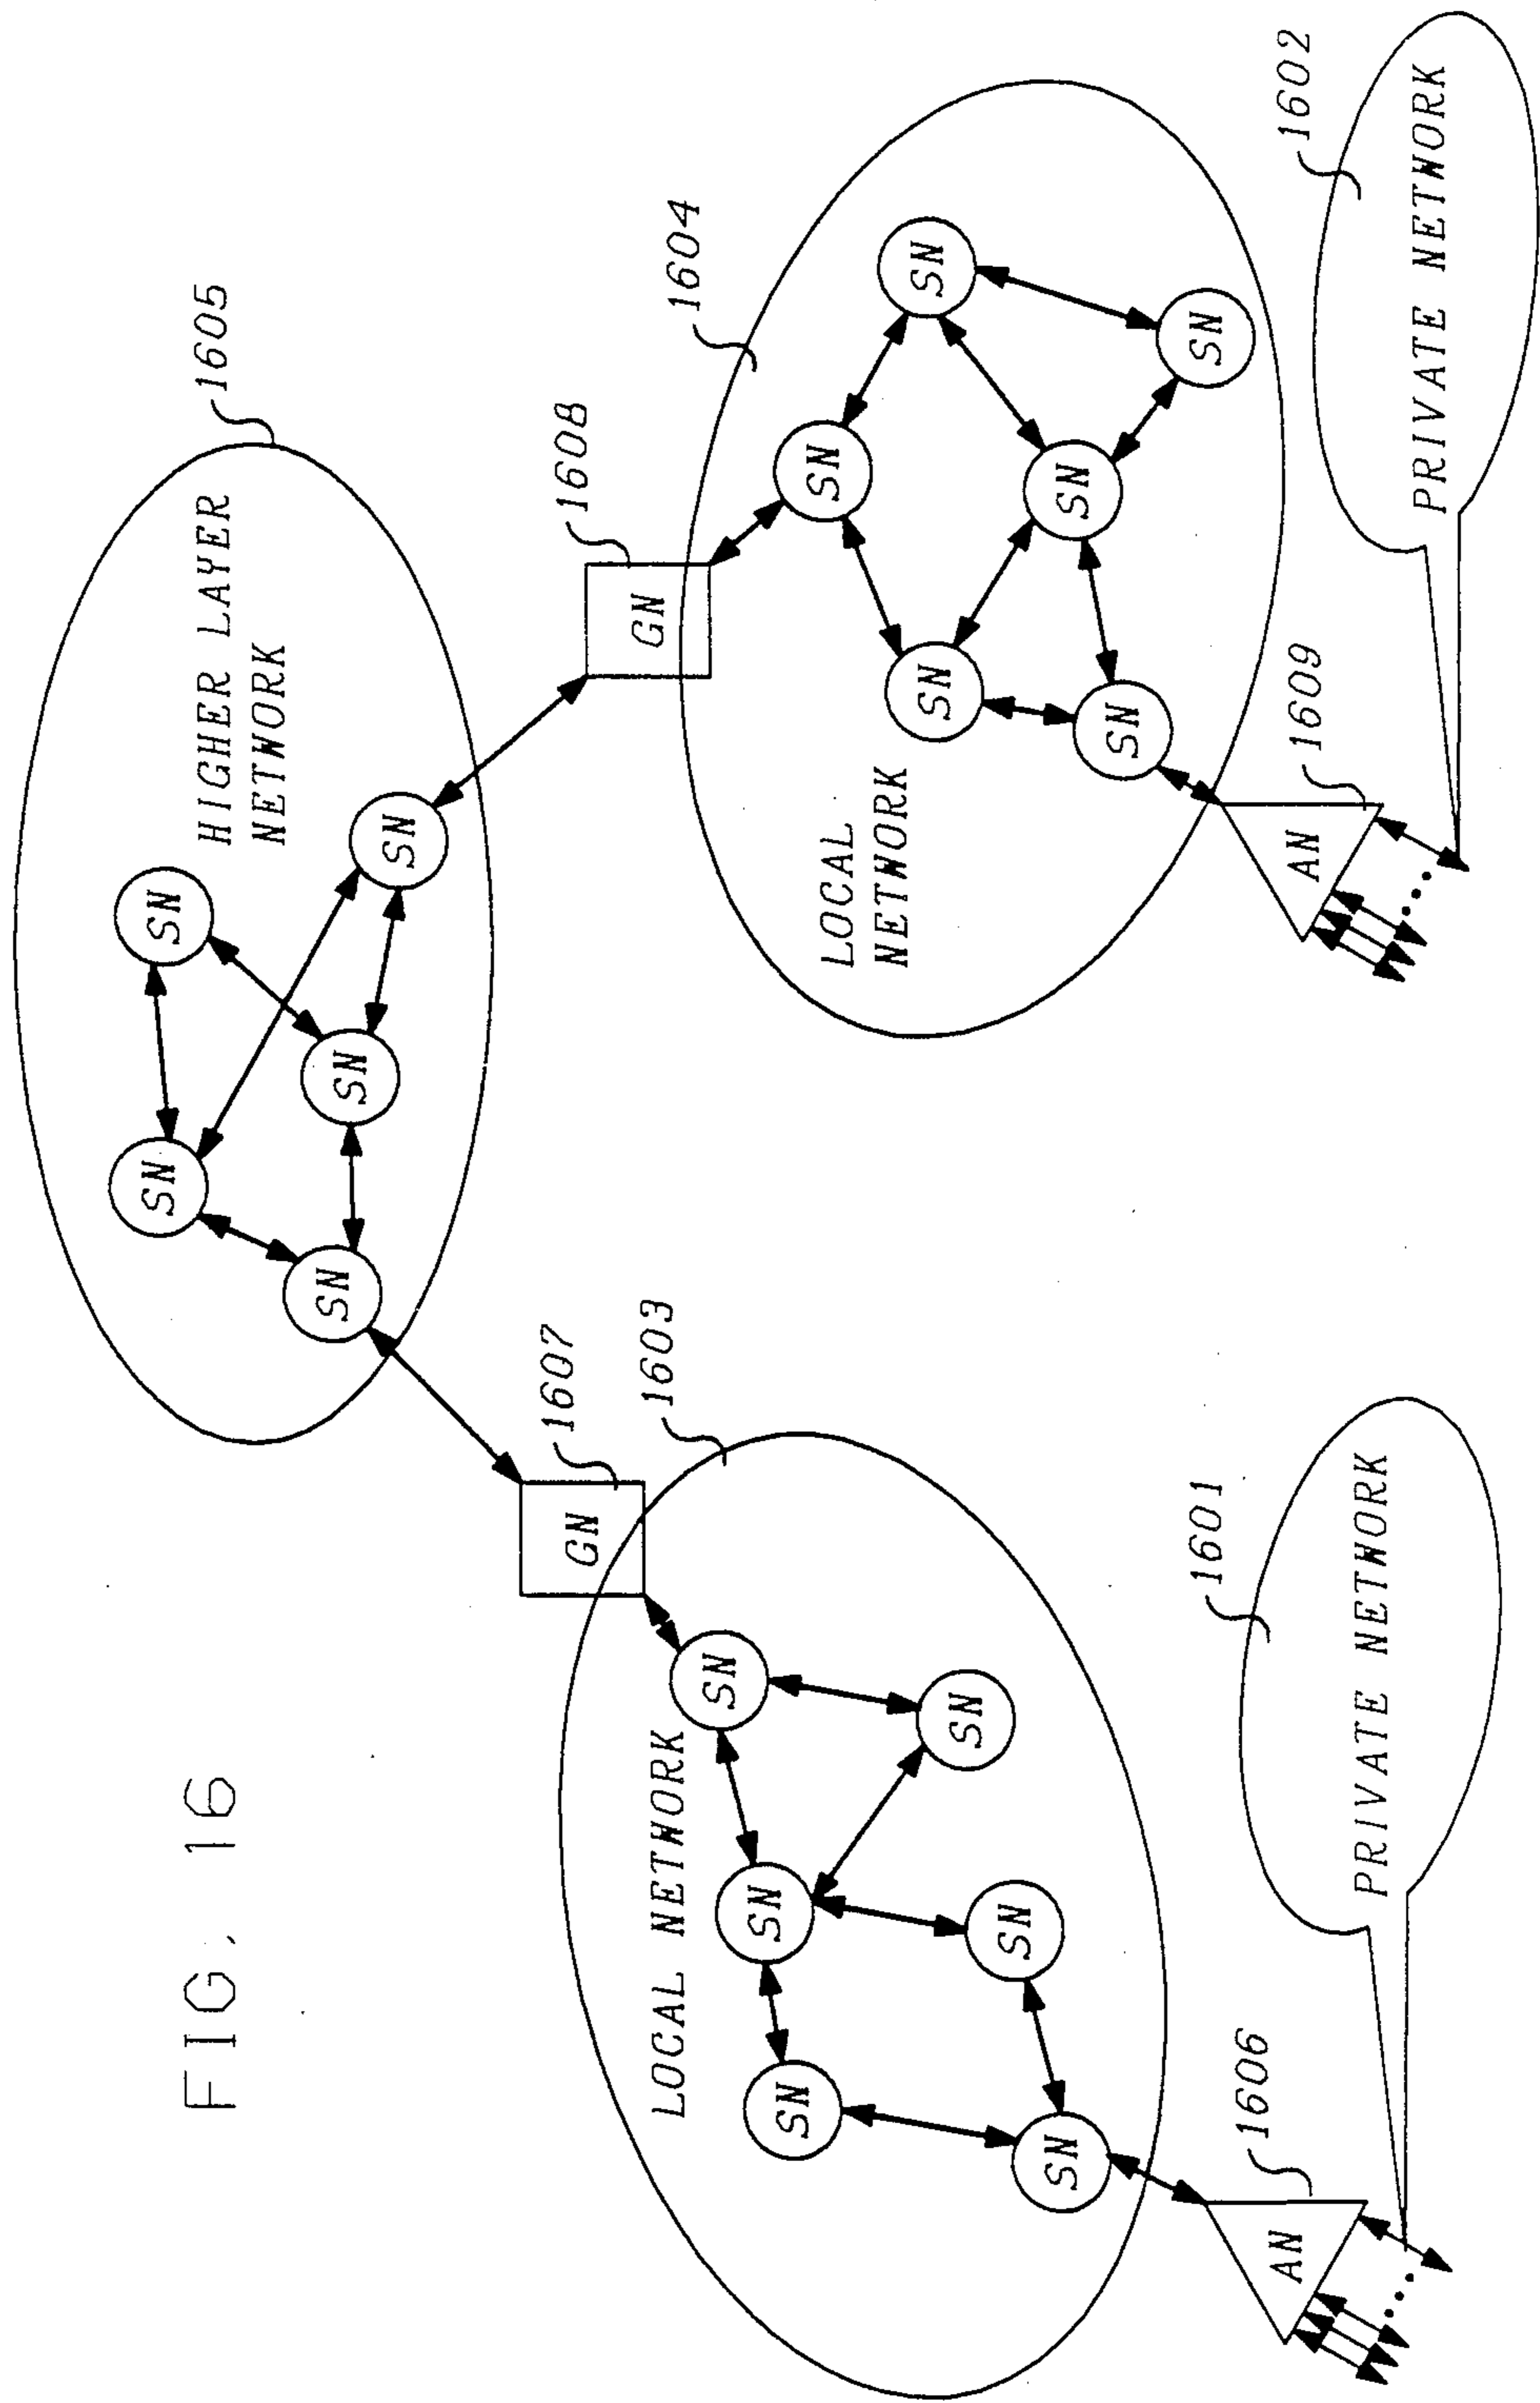 FIG. 16
1605
HIGHER LAYER
NETWORK
SN
SN
SN
SN
SN
1607
GN
1608
GN
1603
LOCAL NETWORK
SN
SN
SN
SN
SN
SN
1604
LOCAL
NETWORK
SN
SN
SN
SN
SN
SN
1606
AN
1601
PRIVATE NETWORK
1609
AN
1602
PRIVATE NETWORK